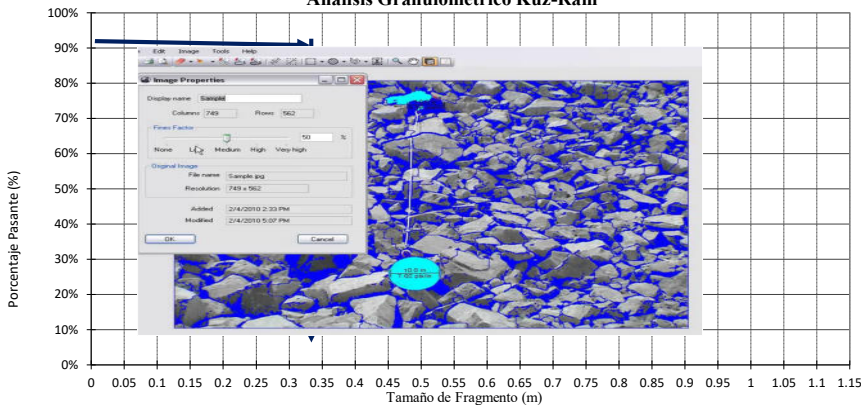 Análisis Granulométrico Kuz-Ram
100%
90%
80%
70%
60%
50%
40%
30%
20%
10%
0%
Porcentaje Pasante (%)
Edit Image Tools Help
Image Properties
Display name Sample
Columns 749 Rows 562
Fines Factor
50 %
None Low Medium High Very high
Original Image
File name Sample.jpg
Resolution 749 x 562
Added 2/4/2010 2:33 PM
Modified 2/4/2010 5:07 PM
OK Cancel
10.0 in
0 0.05 0.1 0.15 0.2 0.25 0.3 0.35 0.4 0.45 0.5 0.55 0.6 0.65 0.7 0.75 0.8 0.85 0.9 0.95 1 1.05 1.1 1.15
Tamaño de Fragmento (m)